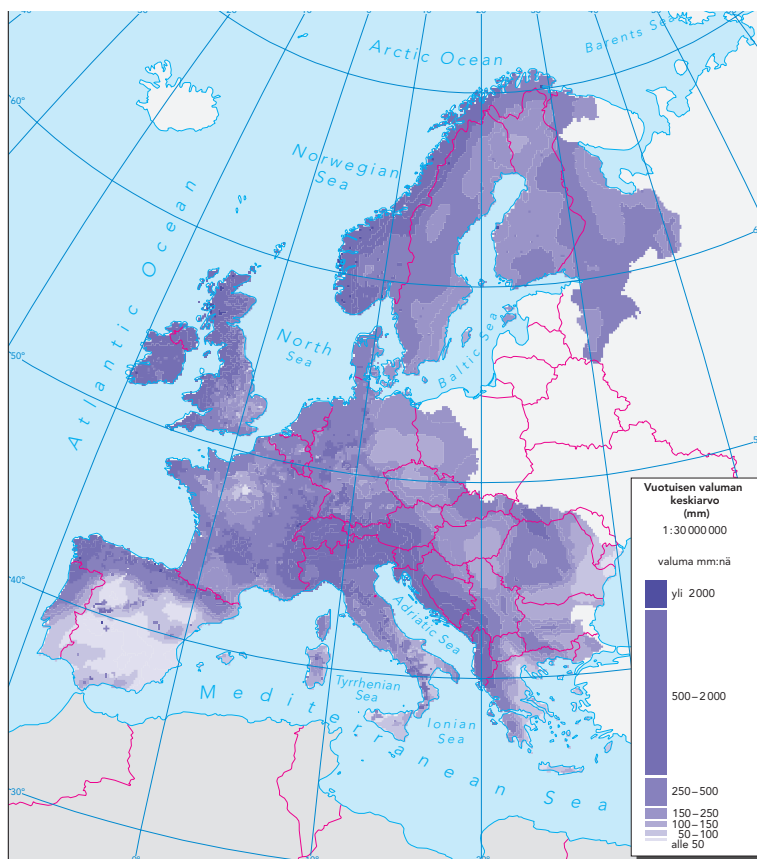 Arctic Ocean
Barents Sea
Norwegian
Sea
Atlantic Ocean
North
Sea
Baltic Sea
Adriatic Sea
Tyrrhenian
Sea
Ionian
Sea
Mediterranean Sea
60°
50°
40°
30°
Vuotuisen valuman
keskiarvo
(mm)
1:30 000 000
valuma mm:nä
yli 2000
500–2000
250–500
150–250
100–150
50–100
alle 50